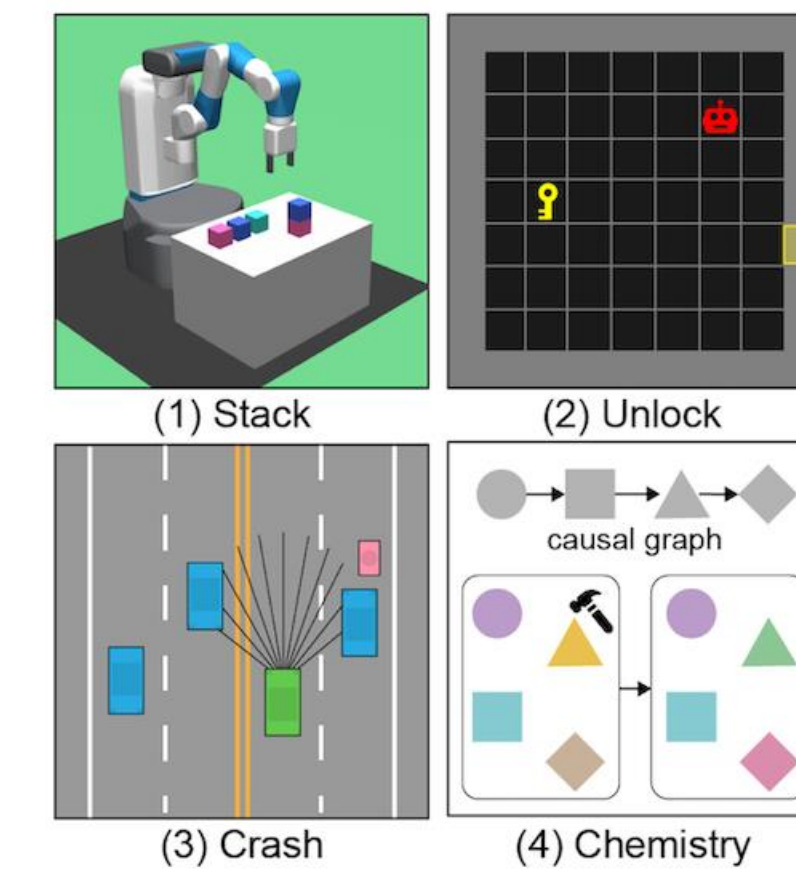 (1) Stack
(2) Unlock
causal graph
(3) Crash
(4) Chemistry